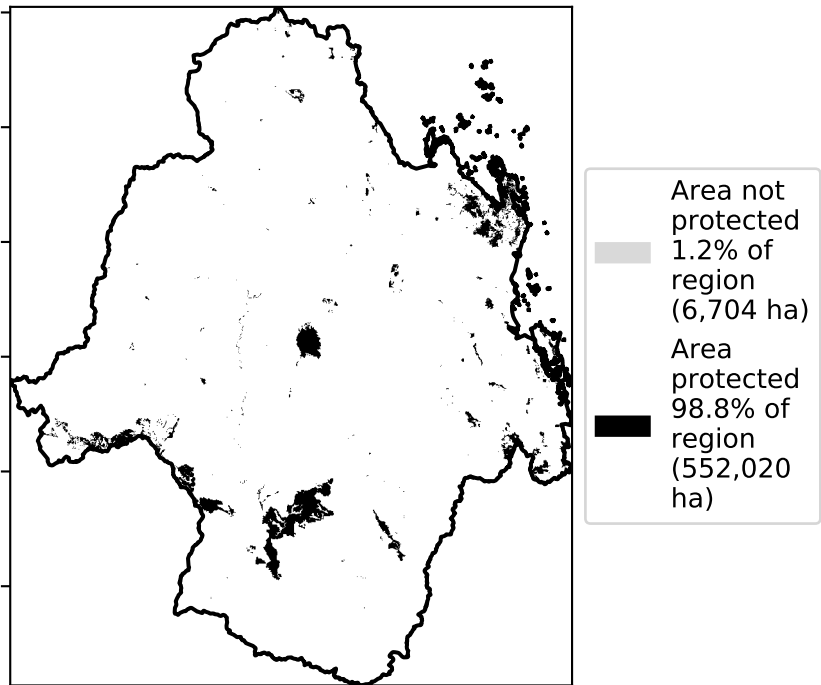 Area not
protected
1.2% of
region
(6,704 ha)
Area
protected
98.8% of
region
(552,020
ha)